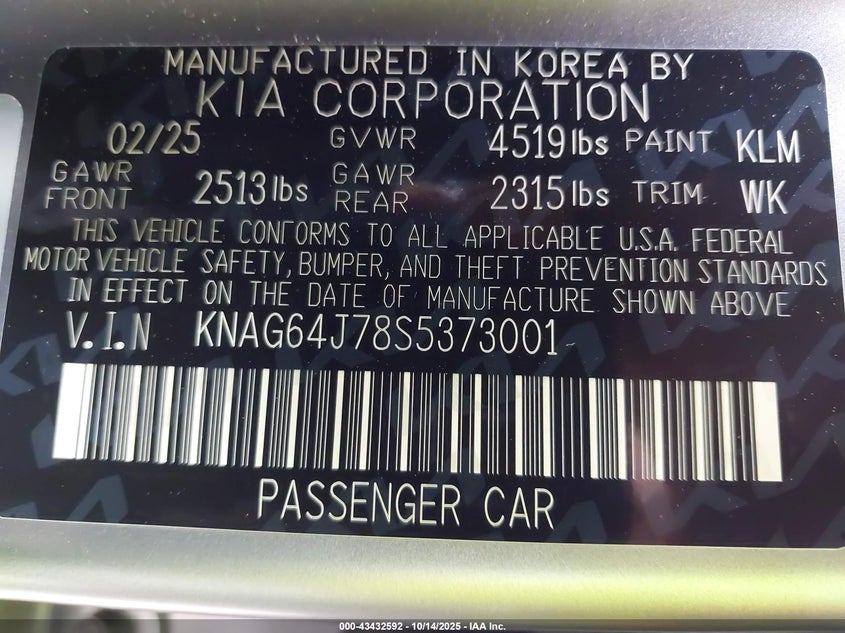 MANUFACTURED IN KOREA BY
KIA CORPORATION
02/25 GVWR 4519 lbs PAINT KLM
GAWR FRONT 2513 lbs GAWR REAR 2315 lbs TRIM WK
THIS VEHICLE CONFORMS TO ALL APPLICABLE U.S.A. FEDERAL
MOTOR VEHICLE SAFETY, BUMPER, AND THEFT PREVENTION STANDARDS
IN EFFECT ON THE DATE OF MANUFACTURE SHOWN ABOVE
V.I.N KNAG64J78S5373001
PASSENGER CAR
000-43432592 - 10/14/2025 - IAA Inc.